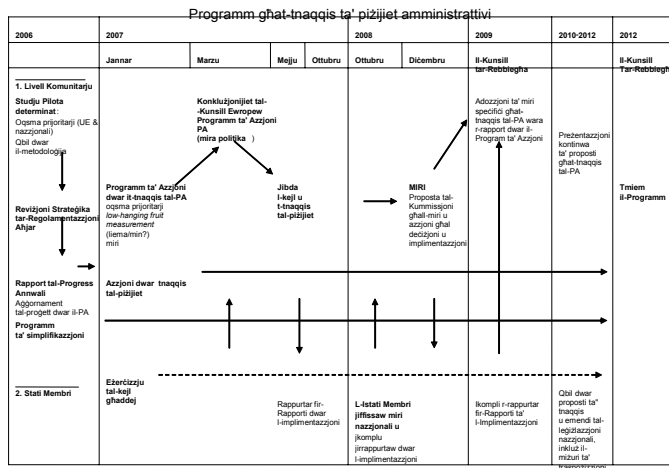 Programm għat-tnaqqis ta' piżijiet amministrattivi
2006
2007
2008
2009
2010-2012
2012
Jannar
Marzu
Mejju
Ottubru
Ottubru
Diċembru
Il-Kunsill
tar-Rebbiegħa
Il-Kunsill
Tar-Rebbiegħa
1. Livell Komunitarju
Studju Pilota
determinat:
Oqsma prijoritarji (UE &
nazzjonali)
Qbil dwar
il-metodoloġija
Reviżjoni Strateġika
tar-Regolamentazzjoni
Aħjar
Rapport tal-Progress
Annwali
Aġġornament
tal-proġett dwar il-PA
Programm
ta' simplifikazzjoni
Programm ta' Azzjoni
dwar it-tnaqqis tal-PA
oqsma prijoritarji
low-hanging fruit
measurement
(liema/min?)
miri
Azzjoni dwar tnaqqis
tal-piżijiet
Konklużjonijiet tal-
-Kunsill Ewropew
Programm ta' Azzjoni
PA
(mira politika )
Jibda
l-kejl u
t-tnaqqis
tal-piżijiet
MIRI
Proposta tal-
Kummissjoni
għall-miri u
azzjoni għal
deċiżjoni u
implimentazzjoni
Adozzjoni ta' miri
speċifiċi għat-
tnaqqis tal-PA wara
r-rapport dwar il-
Program ta' Azzjoni
Preżentazzjoni
kontinwa
ta' proposti
għat-tnaqqis
tal-PA
Tmiem
il-Programm
2. Stati Membri
Eżerċizzju
tal-kejl
għaddej
Rappurtar fir-
Rapporti dwar
l-implimentazzjoni
L-Istati Membri
jiffissaw miri
nazzjonali u
jkomplu
jirrappurtaw dwar
l-implimentazzjoni
Ikompli r-rappurtar
fir-Rapporti ta'
l-Implimentazzjoni
Qbil dwar
proposti ta''
tnaqqis
u emendi tal-
leġiżlazzjoni
nazzjonali,
inkluż il-
miżuri ta'
traspożizzjoni